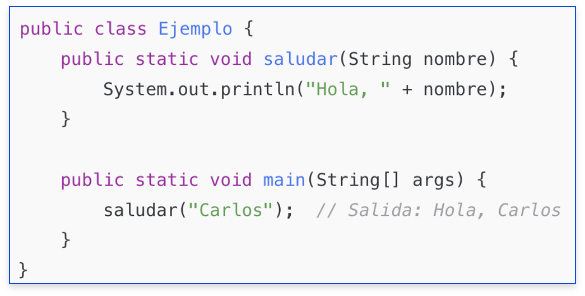 public class Ejemplo {
    public static void saludar(String nombre) {
        System.out.println("Hola, " + nombre);
    }

    public static void main(String[] args) {
        saludar("Carlos");  // Salida: Hola, Carlos
    }
}